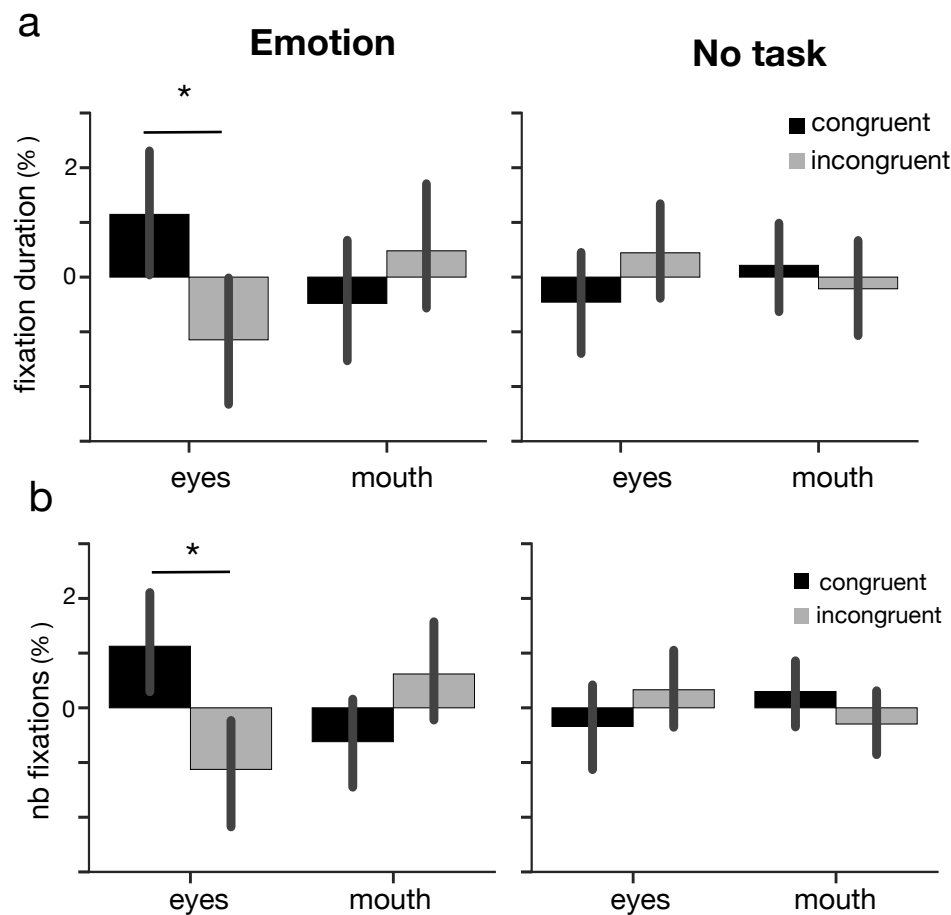 a
Emotion
No task
*
congruent
incongruent
fixation duration (%)
2
0
eyes
mouth
eyes
mouth
b
*
congruent
incongruent
nb fixations (%)
2
0
eyes
mouth
eyes
mouth